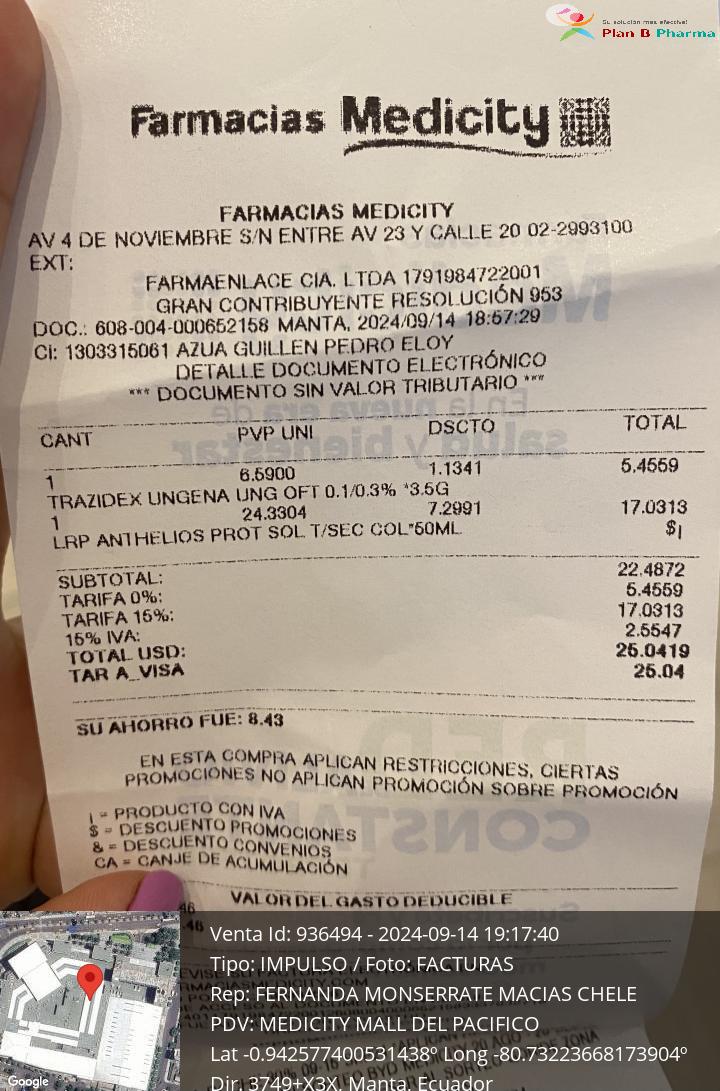 Su solución mas efectiva!
Plan B Pharma
Farmacias Medicity
FARMACIAS MEDICITY
AV 4 DE NOVIEMBRE S/N ENTRE AV 23 Y CALLE 20 02-2993100
EXT:
FARMAENLACE CIA. LTDA 1791984722001
GRAN CONTRIBUYENTE RESOLUCIÓN 953
DOC.: 608-004-000652158 MANTA, 2024/09/14 18:57:29
CI: 1303315061 AZUA GUILLEN PEDRO ELOY
DETALLE DOCUMENTO ELECTRÓNICO
*** DOCUMENTO SIN VALOR TRIBUTARIO ***
CANT PVP UNI DSCTO TOTAL
1 6.5900 1.1341 5.4559
TRAZIDEX UNGENA UNG OFT 0.1/0.3% *3.5G
1 24.3304 7.2991 17.0313
LRP ANTHELIOS PROT SOL T/SEC COL*50ML $¡
SUBTOTAL: 22.4872
TARIFA 0%: 5.4559
TARIFA 15%: 17.0313
15% IVA: 2.5547
TOTAL USD: 25.0419
TAR A_VISA 25.04
SU AHORRO FUE: 8.43
EN ESTA COMPRA APLICAN RESTRICCIONES, CIERTAS
PROMOCIONES NO APLICAN PROMOCIÓN SOBRE PROMOCIÓN
¡ = PRODUCTO CON IVA
$ = DESCUENTO PROMOCIONES
& = DESCUENTO CONVENIOS
CA = CANJE DE ACUMULACIÓN
VALOR DEL GASTO DEDUCIBLE
Venta Id: 936494 - 2024-09-14 19:17:40
Tipo: IMPULSO / Foto: FACTURAS
Rep: FERNANDA MONSERRATE MACIAS CHELE
PDV: MEDICITY MALL DEL PACIFICO
Lat -0.942577400531438º Long -80.73223668173904º
Dir: 3749+X3X, Manta, Ecuador
Google